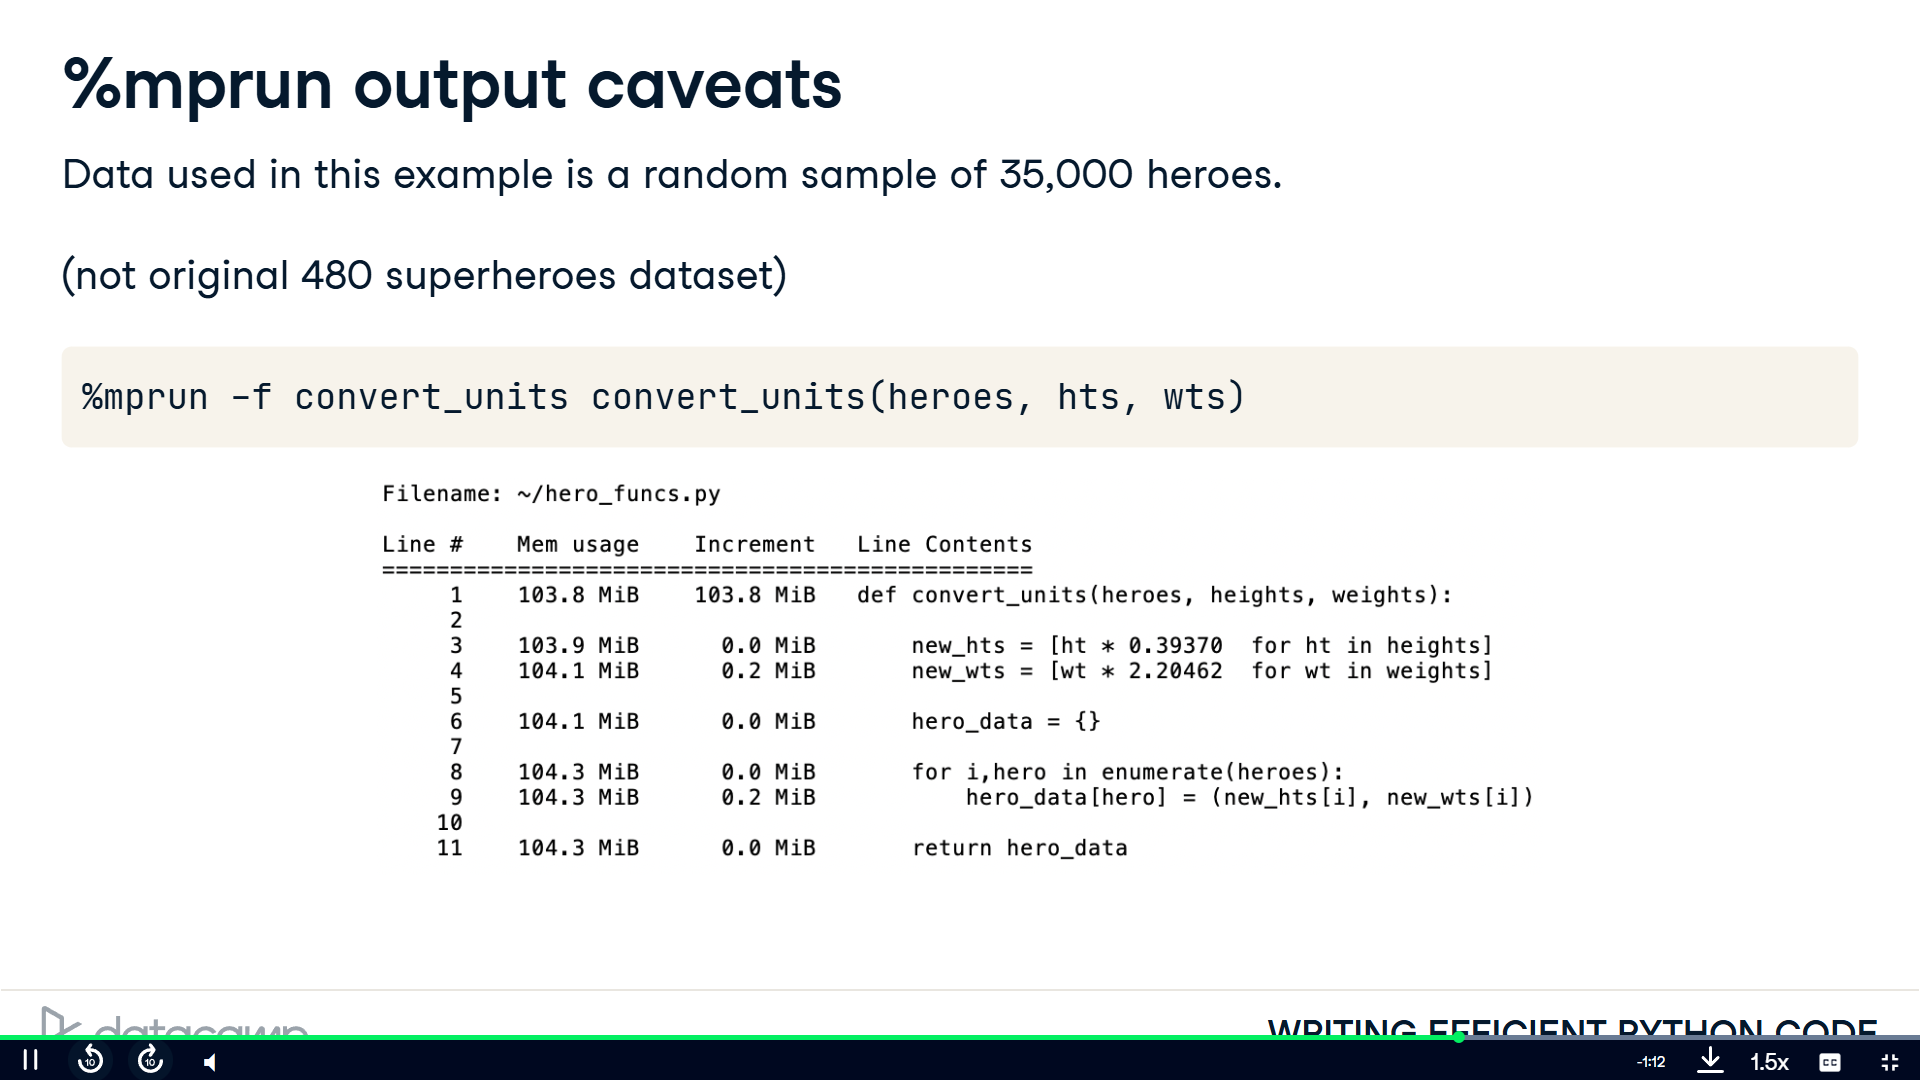 %mprun output caveats
Data used in this example is a random sample of 35,000 heroes.
(not original 480 superheroes dataset)
%mprun -f convert_units convert_units(heroes, hts, wts)
Filename: ~/hero_funcs.py
Line #    Mem usage    Increment   Line Contents
================================================
1    103.8 MiB    103.8 MiB   def convert_units(heroes, heights, weights):
2
3    103.9 MiB      0.0 MiB       new_hts = [ht * 0.39370  for ht in heights]
4    104.1 MiB      0.2 MiB       new_wts = [wt * 2.20462  for wt in weights]
5
6    104.1 MiB      0.0 MiB       hero_data = {}
7
8    104.3 MiB      0.0 MiB       for i,hero in enumerate(heroes):
9    104.3 MiB      0.2 MiB           hero_data[hero] = (new_hts[i], new_wts[i])
10
11    104.3 MiB      0.0 MiB       return hero_data
datacamp
WRITING EFFICIENT PYTHON CODE
10 10 -1:12 1.5x CC